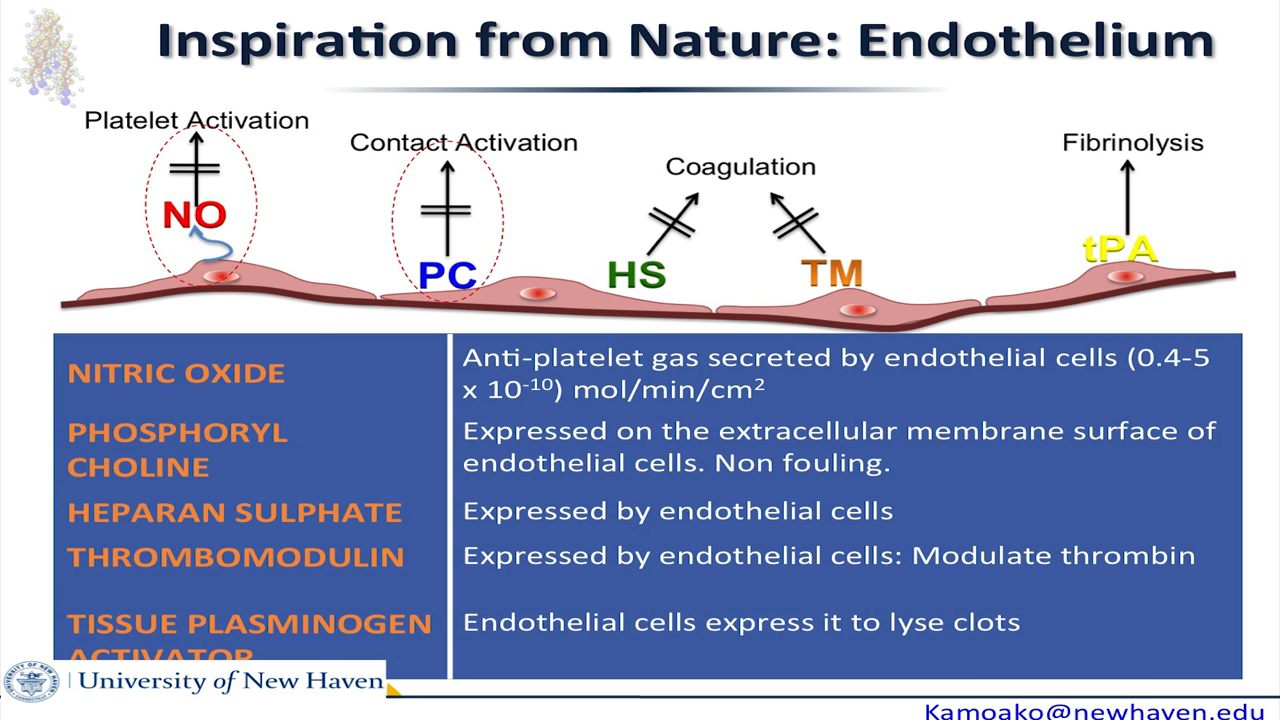 Inspiration from Nature: Endothelium
Platelet Activation
Contact Activation
Coagulation
Fibrinolysis
NO
PC
HS
TM
tPA
NITRIC OXIDE
Anti-platelet gas secreted by endothelial cells (0.4-5
x 10⁻¹⁰) mol/min/cm²
PHOSPHORYL
CHOLINE
Expressed on the extracellular membrane surface of
endothelial cells. Non fouling.
HEPARAN SULPHATE
Expressed by endothelial cells
THROMBOMODULIN
Expressed by endothelial cells: Modulate thrombin
TISSUE PLASMINOGEN
ACTIVATOR
Endothelial cells express it to lyse clots
University of New Haven
Kamoako@newhaven.edu